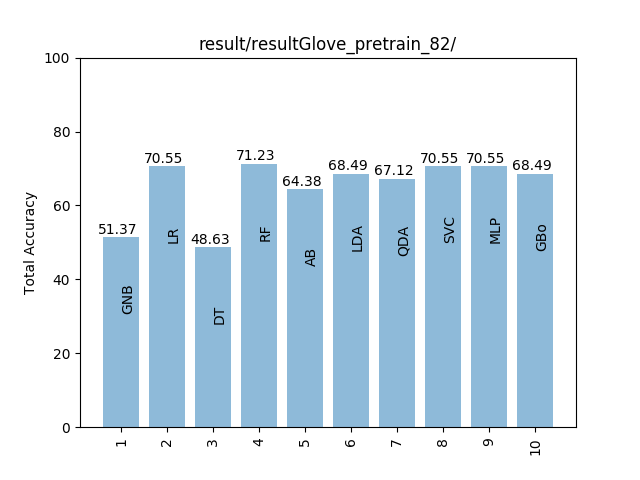 result/resultGlove_pretrain_82/
Total Accuracy
100
80
60
40
20
0
51.37
70.55
48.63
71.23
64.38
68.49
67.12
70.55
70.55
68.49
GNB
LR
DT
RF
AB
LDA
QDA
SVC
MLP
GBo
1
2
3
4
5
6
7
8
9
10